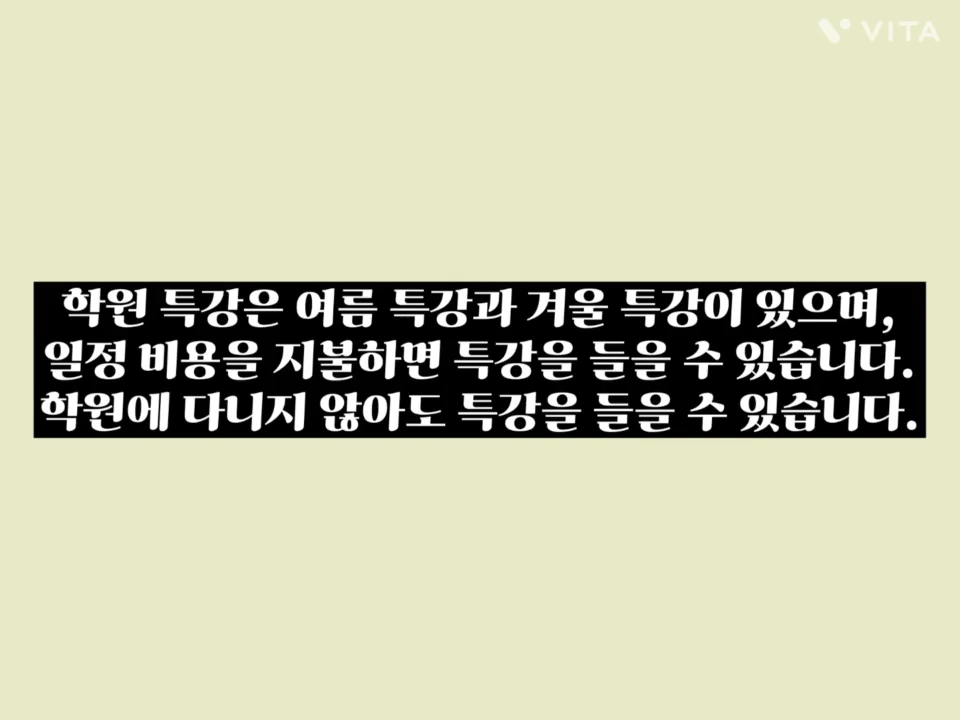 VITA
학원 특강은 여름 특강과 겨울 특강이 있으며,
일정 비용을 지불하면 특강을 들을 수 있습니다.
학원에 다니지 않아도 특강을 들을 수 있습니다.